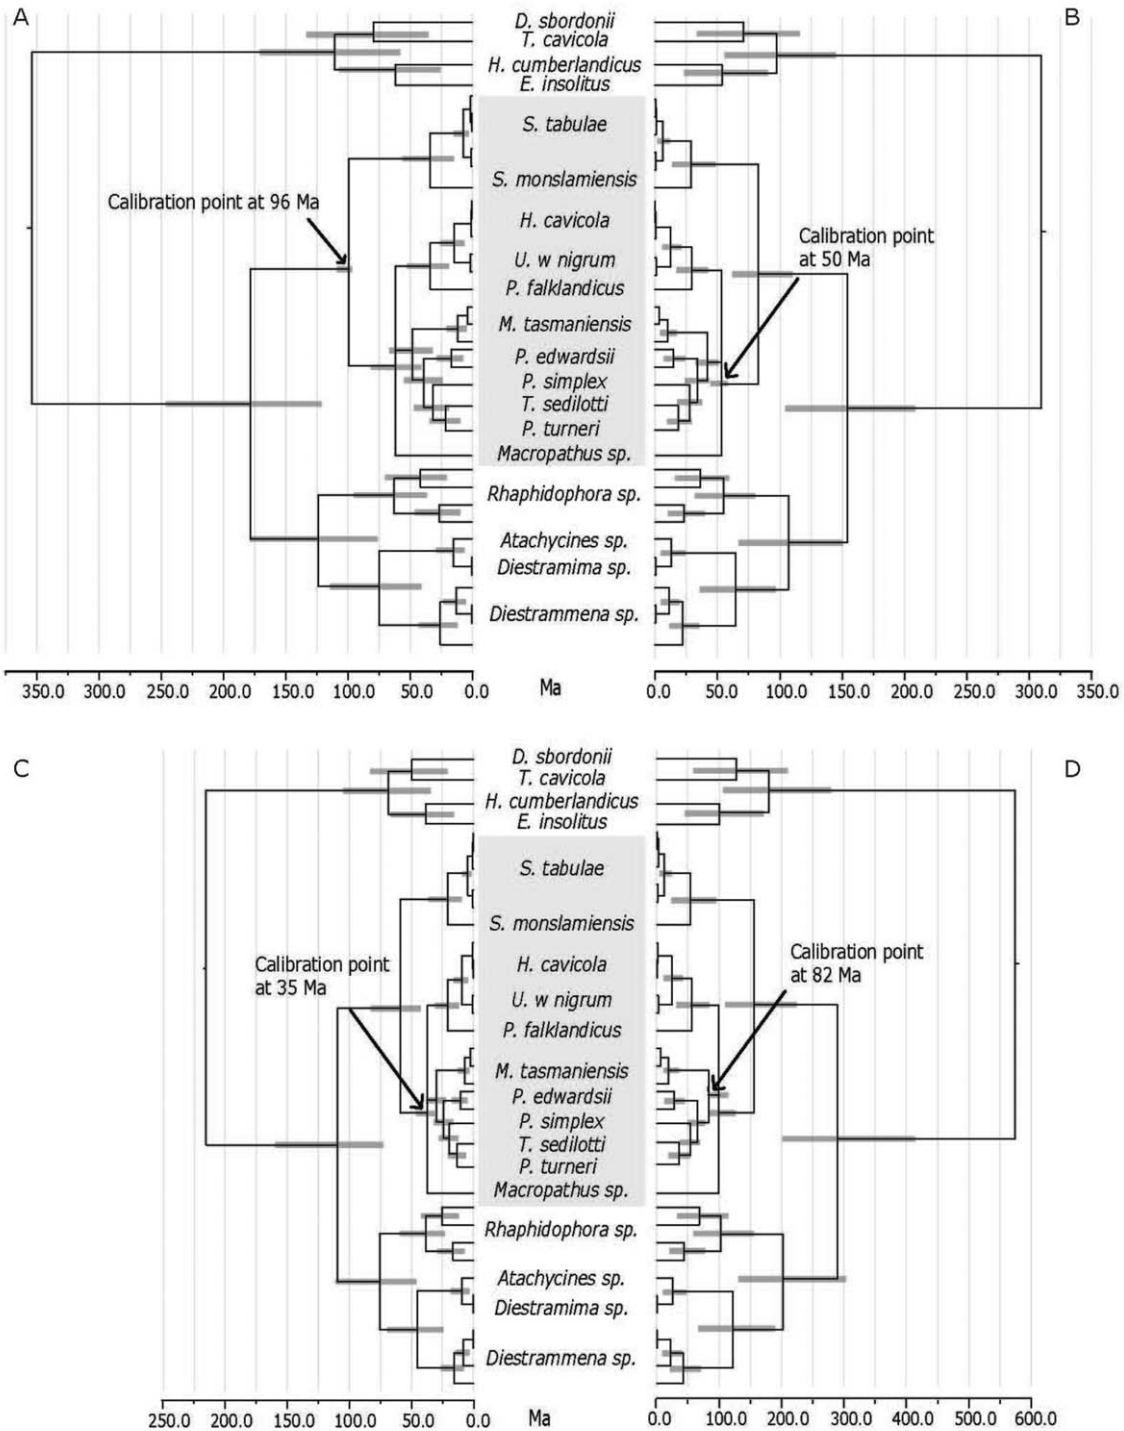 A
B
D. sbordonii
T. cavicola
H. cumberlandicus
E. insolitus
S. tabulae
S. monslamiensis
Calibration point at 96 Ma
H. cavicola
Calibration point
at 50 Ma
U. w nigrum
P. falklandicus
M. tasmaniensis
P. edwardsii
P. simplex
T. sedilotti
P. turneri
Macropathus sp.
Rhaphidophora sp.
Atachycines sp.
Diestramima sp.
Diestrammena sp.
350.0 300.0 250.0 200.0 150.0 100.0 50.0 0.0 Ma 0.0 50.0 100.0 150.0 200.0 250.0 300.0 350.0
C
D
D. sbordonii
T. cavicola
H. cumberlandicus
E. insolitus
S. tabulae
S. monslamiensis
Calibration point
at 35 Ma
H. cavicola
Calibration point
at 82 Ma
U. w nigrum
P. falklandicus
M. tasmaniensis
P. edwardsii
P. simplex
T. sedilotti
P. turneri
Macropathus sp.
Rhaphidophora sp.
Atachycines sp.
Diestramima sp.
Diestrammena sp.
250.0 200.0 150.0 100.0 50.0 0.0 Ma 0.0 100.0 200.0 300.0 400.0 500.0 600.0